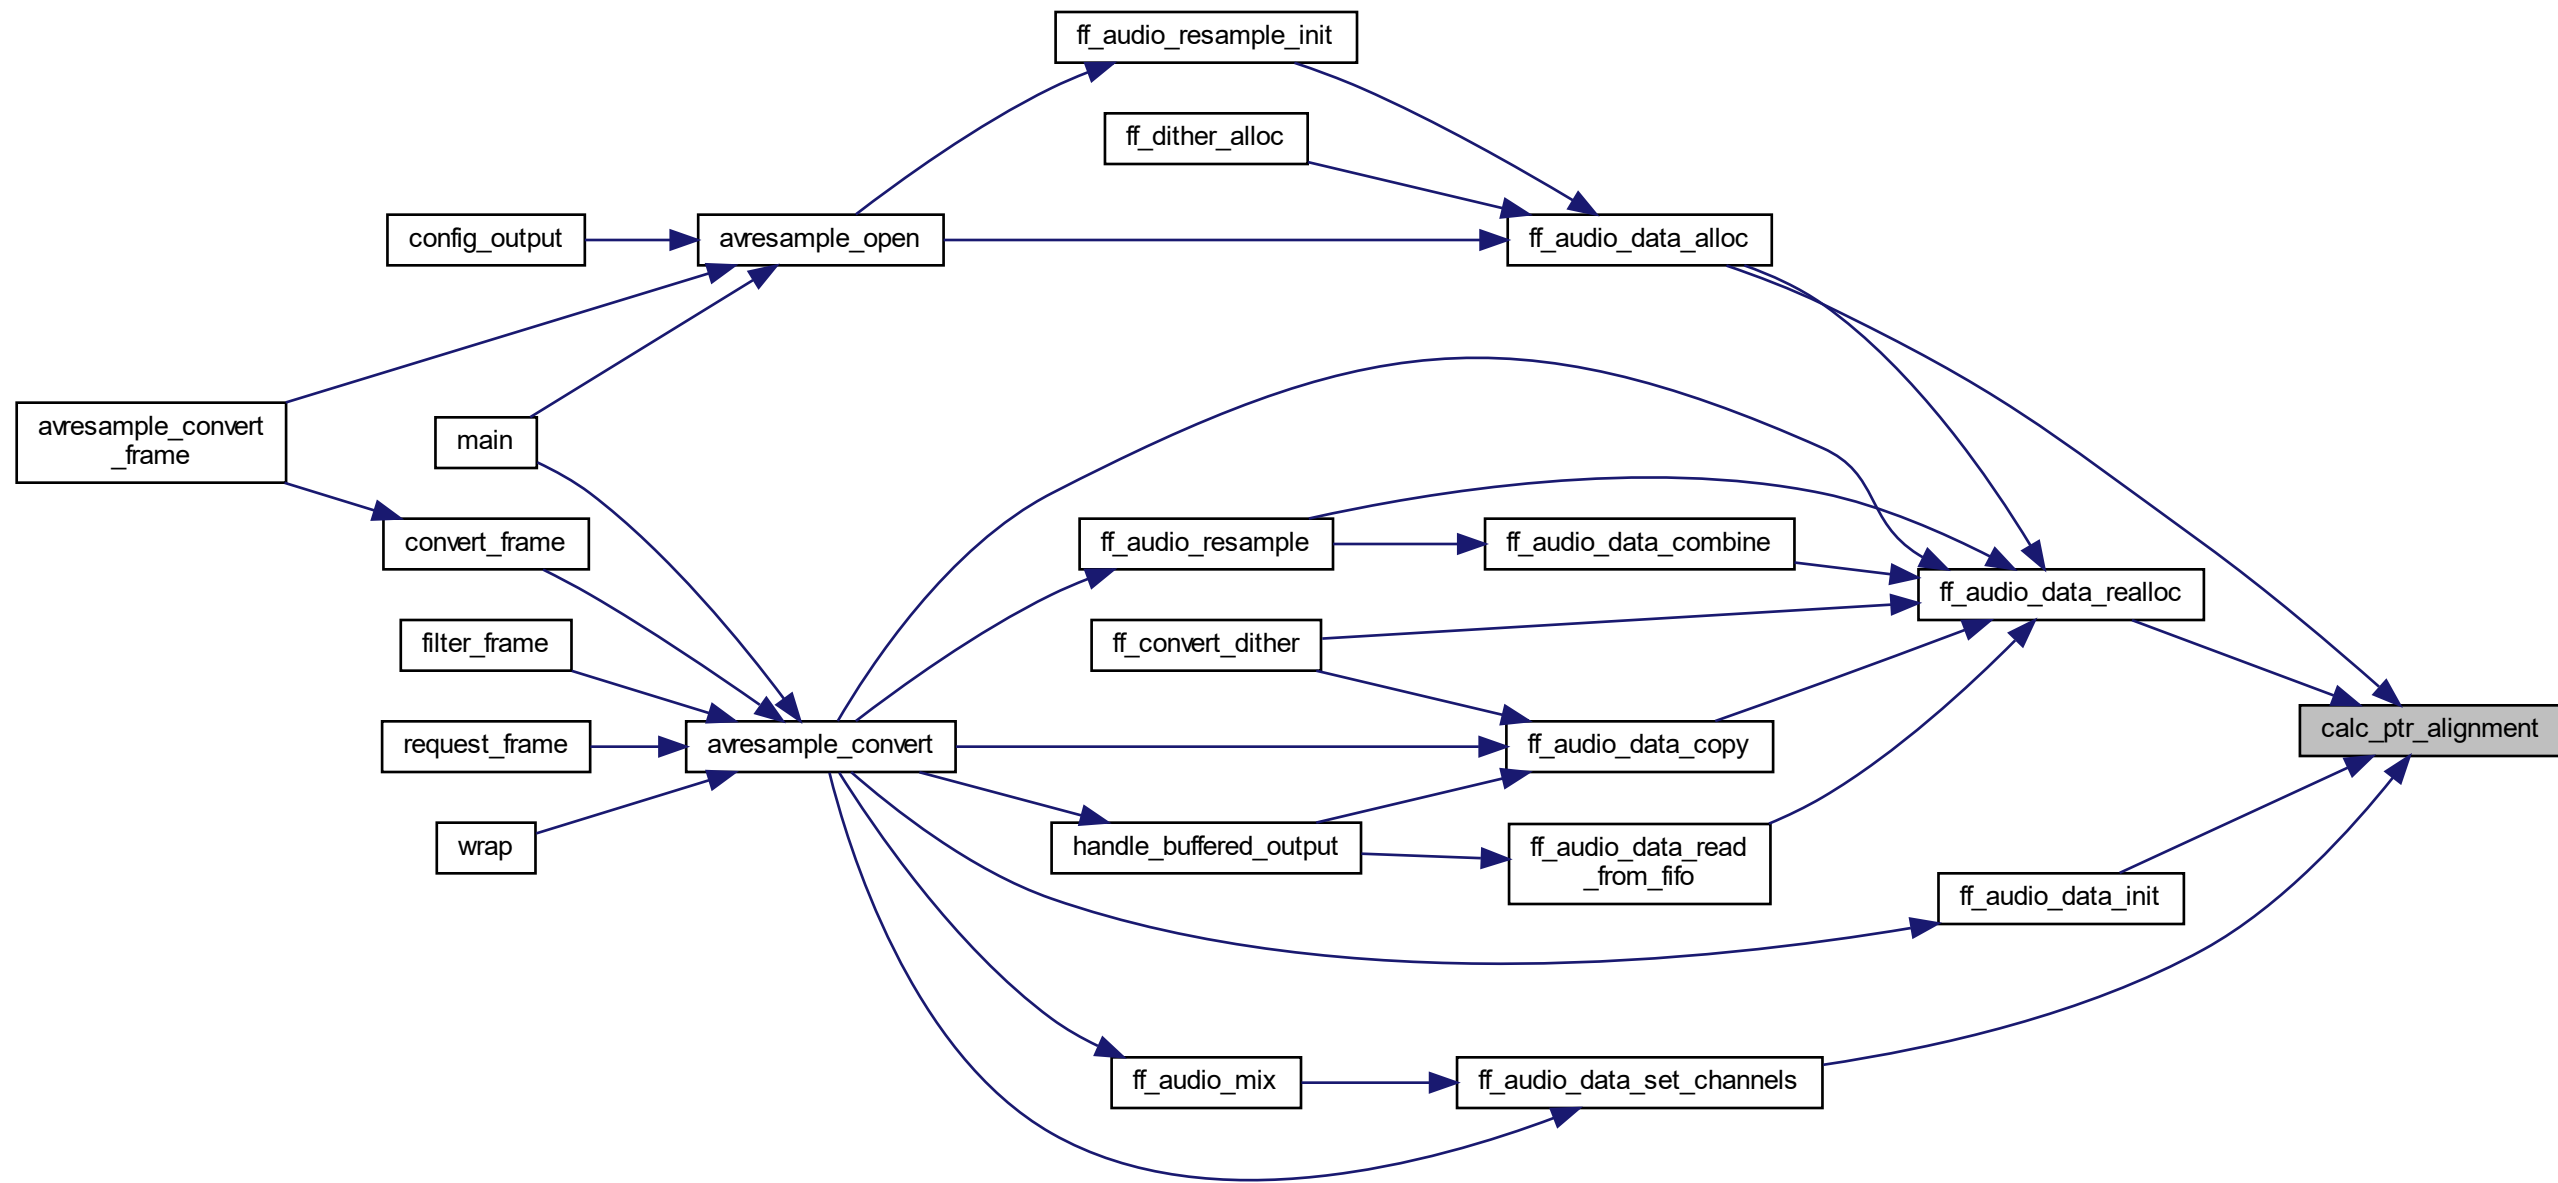 ff_audio_resample_init
ff_dither_alloc
config_output
avresample_open
ff_audio_data_alloc
avresample_convert
_frame
main
convert_frame
ff_audio_resample
ff_audio_data_combine
ff_audio_data_realloc
filter_frame
ff_convert_dither
request_frame
avresample_convert
ff_audio_data_copy
calc_ptr_alignment
wrap
handle_buffered_output
ff_audio_data_read
_from_fifo
ff_audio_data_init
ff_audio_mix
ff_audio_data_set_channels